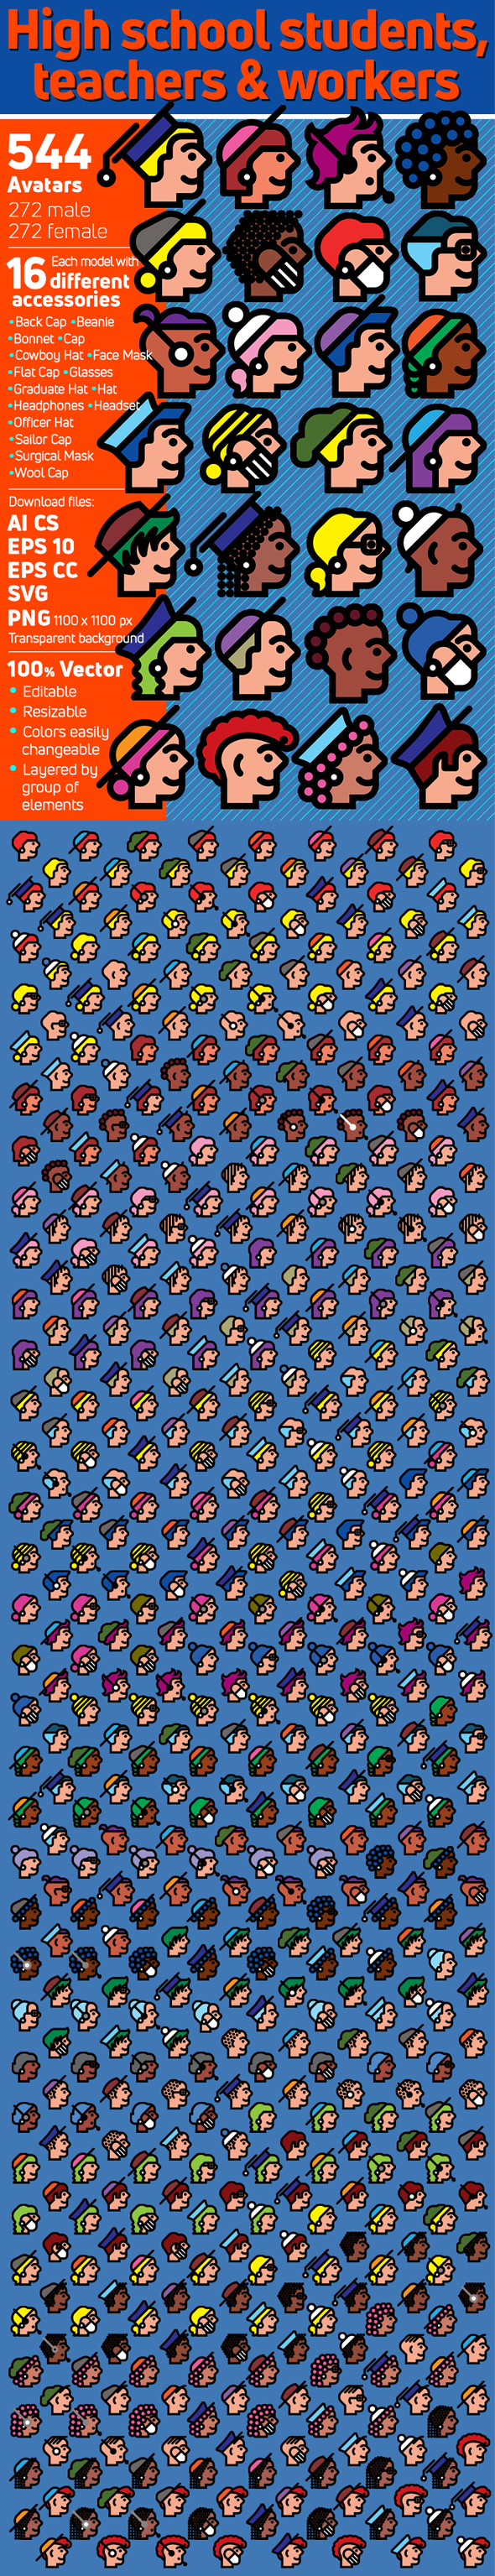 High school students,
teachers & workers
544
Avatars
272 male
272 female
16 Each model with
different
accessories
•Back Cap •Beanie
•Bonnet •Cap
•Cowboy Hat •Face Mask
•Flat Cap •Glasses
•Graduate Hat •Hat
•Headphones •Headset
•Officer Hat
•Sailor Cap
•Surgical Mask
•Wool Cap
Download files:
AI CS
EPS 10
EPS CC
SVG
PNG 1100 x 1100 px
Transparent background
100% Vector
• Editable
• Resizable
• Colors easily
changeable
• Layered by
group of
elements